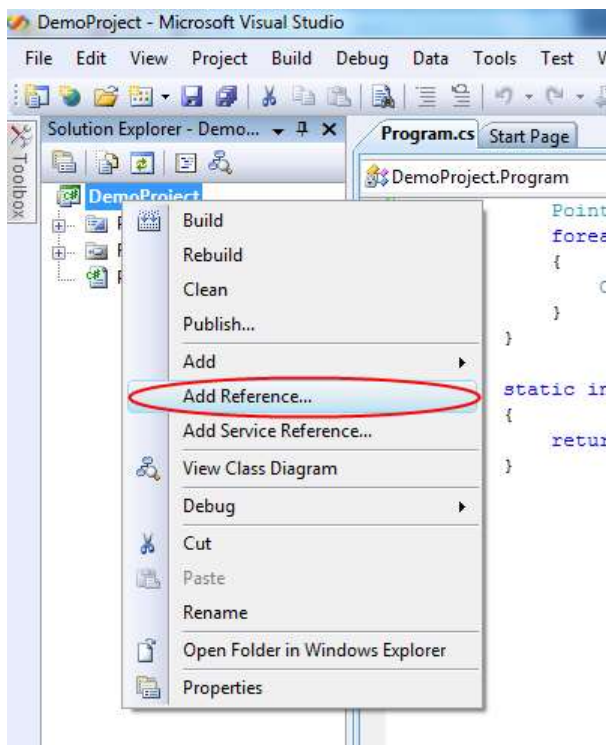 DemoProject - Microsoft Visual Studio
File Edit View Project Build Debug Data Tools Test
Solution Explorer - Demo...
Program.cs Start Page
Toolbox
DemoProject.Program
DemoProject
Build
Rebuild
Clean
Publish...
Add
Add Reference...
Add Service Reference...
View Class Diagram
Debug
Cut
Paste
Rename
Open Folder in Windows Explorer
Properties
Point
forea
{
C
}
}
static in
{
retur
}